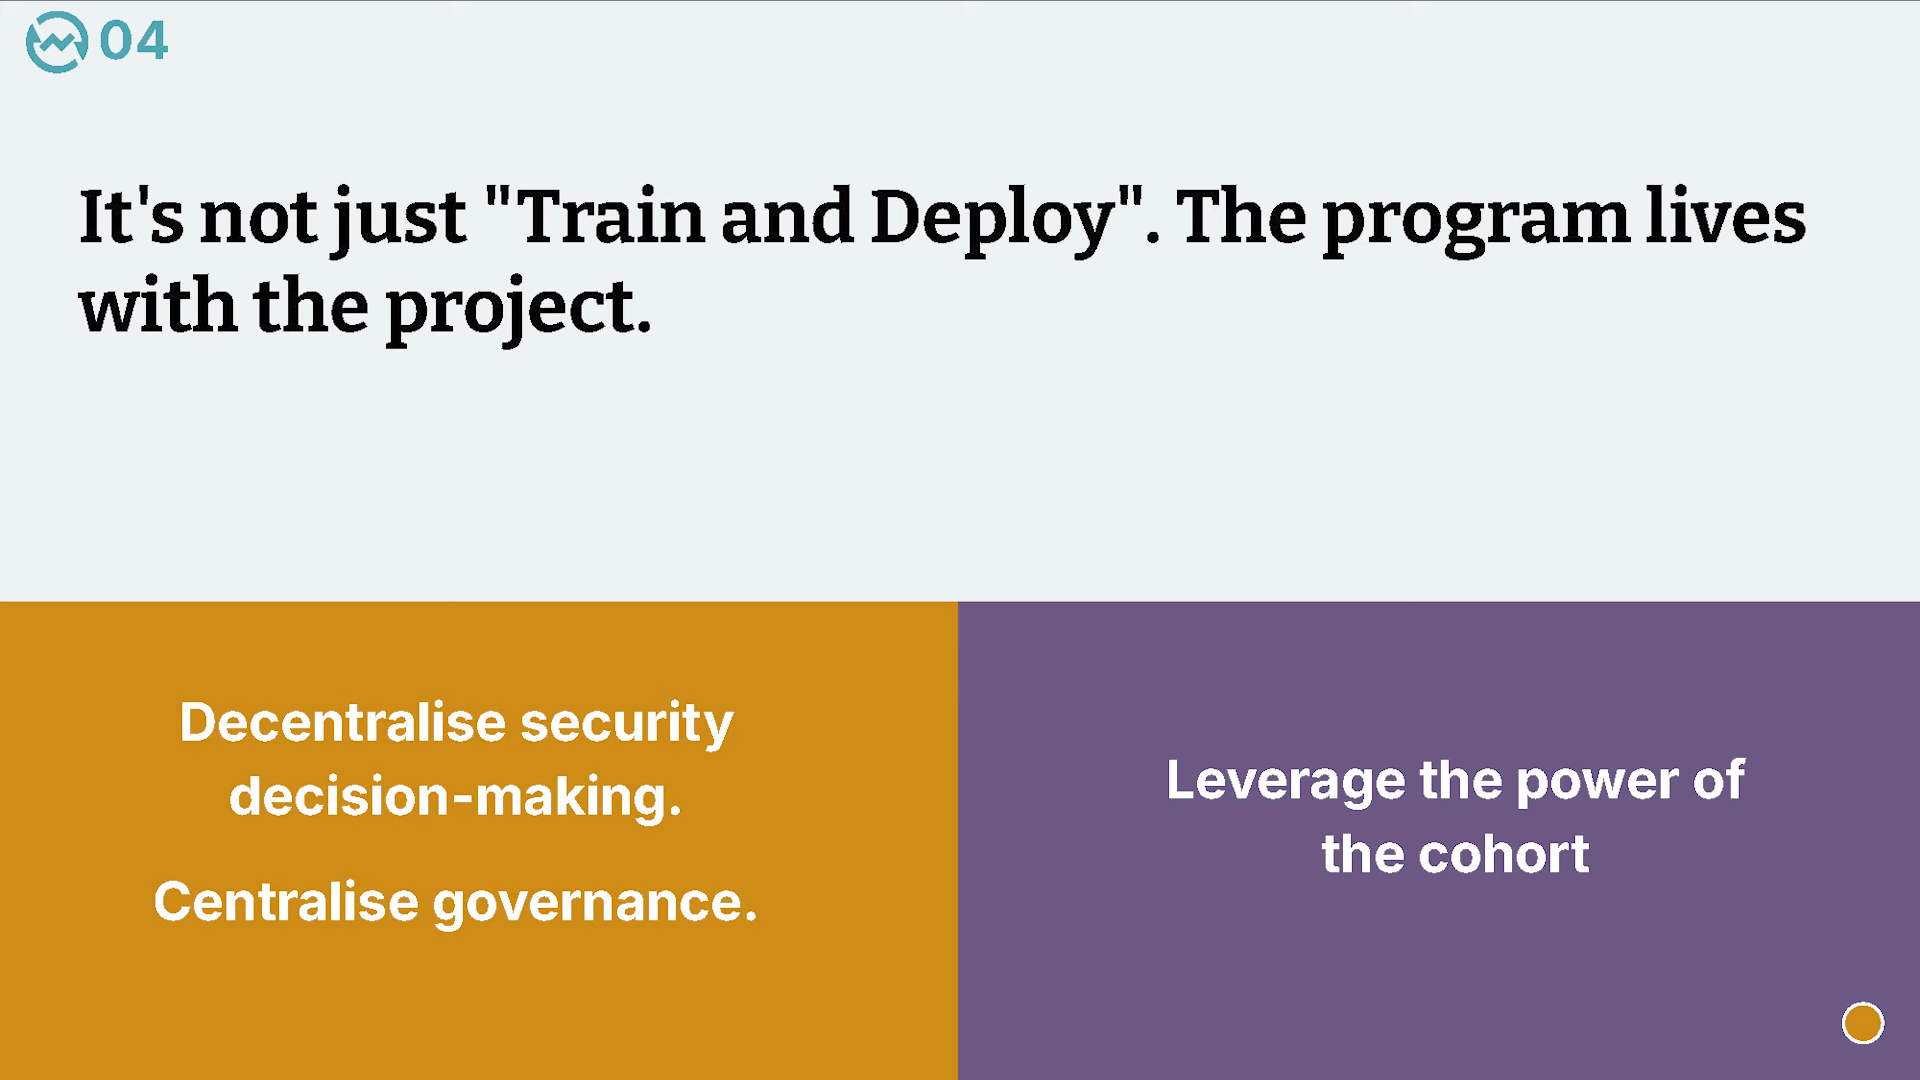 04
It's not just "Train and Deploy". The program lives
with the project.
Decentralise security
decision-making.
Centralise governance.
Leverage the power of
the cohort